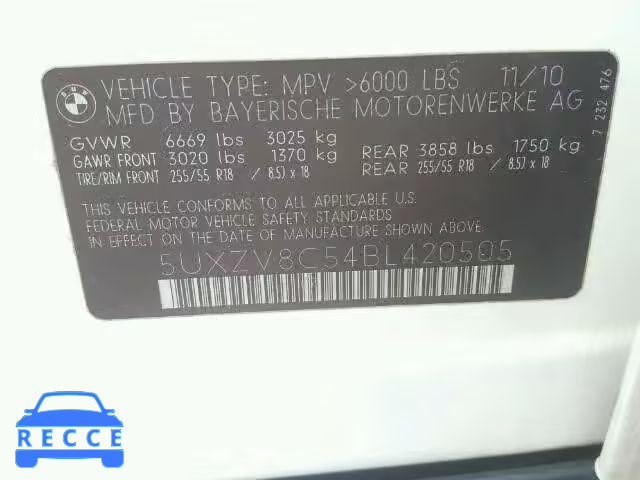 BMW
VEHICLE TYPE: MPV >6000 LBS 11/10
MFD BY BAYERISCHE MOTORENWERKE AG
GVWR 6669 lbs 3025 kg
GAWR FRONT 3020 lbs 1370 kg REAR 3858 lbs 1750 kg
TIRE/RIM FRONT 255/55 R18 / 8.5J x 18 REAR 255/55 R18 / 8.5J x 18
THIS VEHICLE CONFORMS TO ALL APPLICABLE U.S.
FEDERAL MOTOR VEHICLE SAFETY STANDARDS
IN EFFECT ON THE DATE OF MANUFACTURE SHOWN ABOVE.
5UXZV8C54BL420505
7 232 476
RECCE